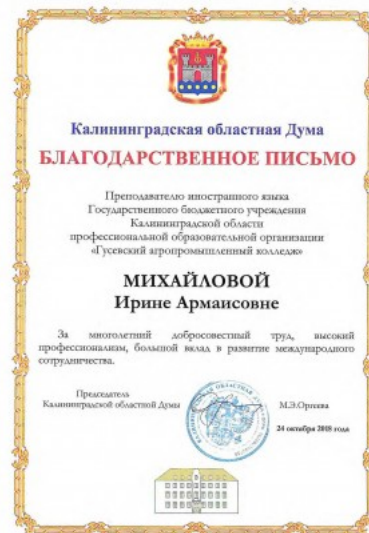 Калининградская областная Дума
БЛАГОДАРСТВЕННОЕ ПИСЬМО
Преподавателю иностранного языка
Государственного бюджетного учреждения
Калининградской области
профессиональной образовательной организации
«Гусевский агропромышленный колледж»
МИХАЙЛОВОЙ
Ирине Армаисовне
За многолетний добросовестный труд, высокий
профессионализм, большой вклад в развитие международного
сотрудничества.
Председатель
Калининградской областной Думы
М.Э.Оргеева
24 октября 2018 года